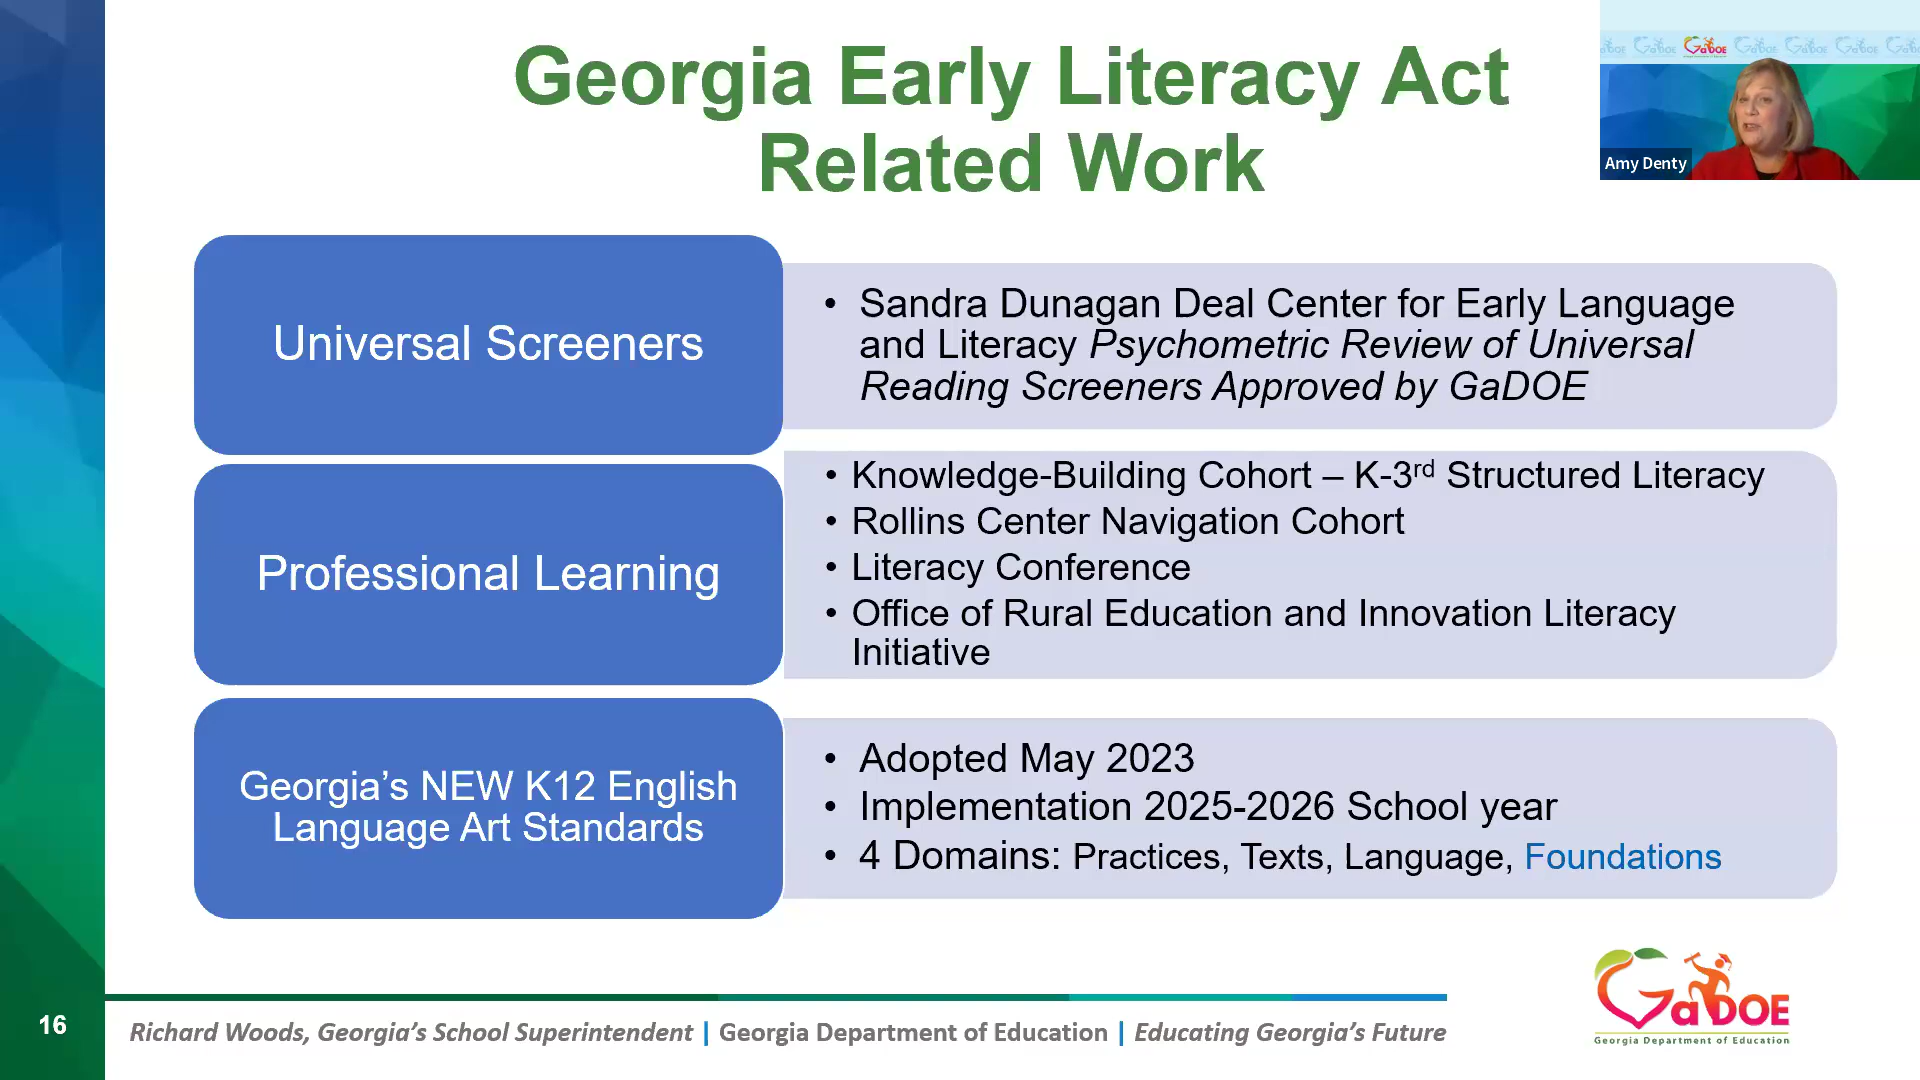 Georgia Early Literacy Act
Related Work
GaDOE
Amy Denty
Universal Screeners
• Sandra Dunagan Deal Center for Early Language
and Literacy Psychometric Review of Universal
Reading Screeners Approved by GaDOE
Professional Learning
• Knowledge-Building Cohort – K-3rd Structured Literacy
• Rollins Center Navigation Cohort
• Literacy Conference
• Office of Rural Education and Innovation Literacy
Initiative
Georgia’s NEW K12 English
Language Art Standards
• Adopted May 2023
• Implementation 2025-2026 School year
• 4 Domains: Practices, Texts, Language, Foundations
16
Richard Woods, Georgia’s School Superintendent | Georgia Department of Education | Educating Georgia’s Future
GaDOE
Georgia Department of Education